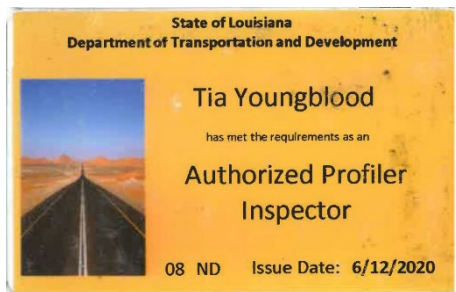 State of Louisiana
Department of Transportation and Development
Tia Youngblood
has met the requirements as an
Authorized Profiler
Inspector
08 ND Issue Date: 6/12/2020